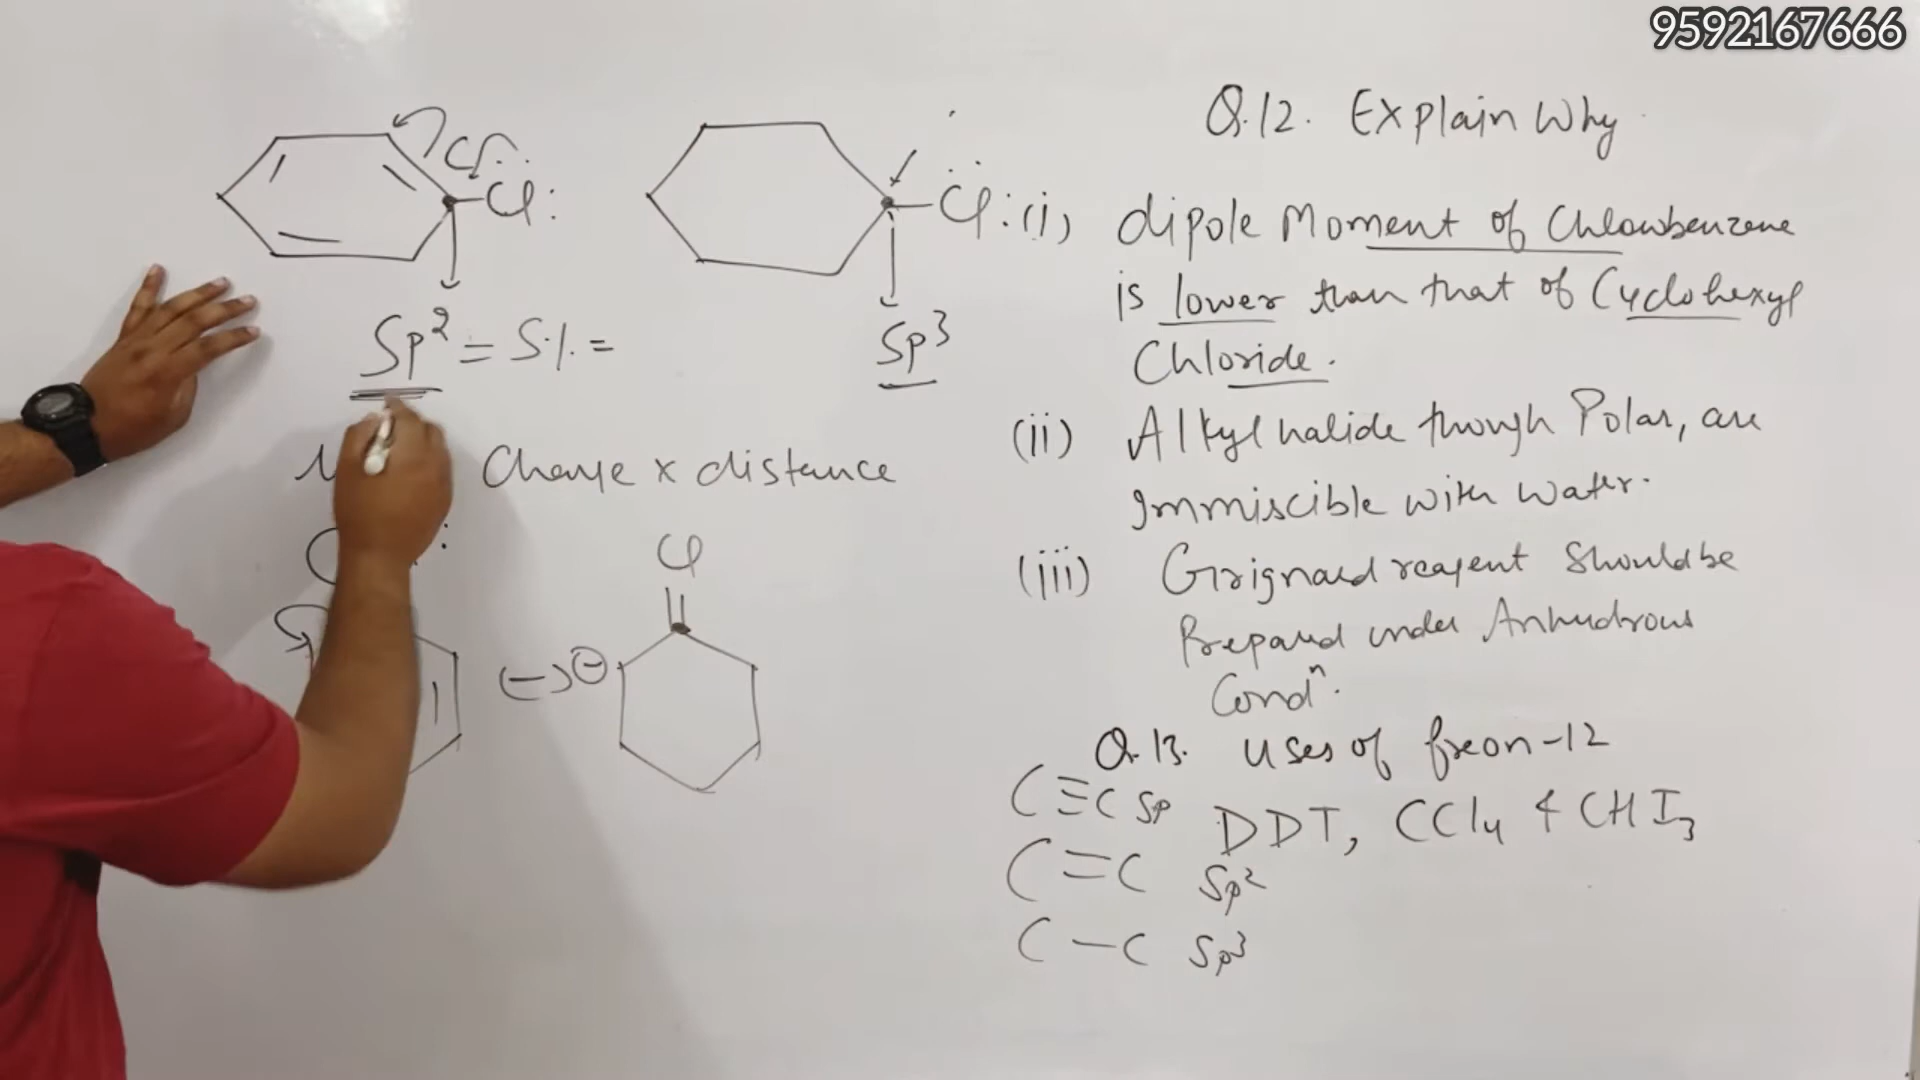 9592167666
Q.12. Explain Why
(i) dipole Moment of Chlorobenzene
is lower than that of Cyclohexyl
Chloride.
(ii) Alkyl halide though Polar, are
Immiscible with Water.
(iii) Grignard reagent Should be
Prepared under Anhydrous
Condⁿ.
Q.13. Uses of freon-12
DDT, CCl4 & CHI3
C≡C Sp
C=C Sp2
C-C Sp3
Cl:
Cl:
Sp2 = S%. =
Sp3
Charge x distance
Cl